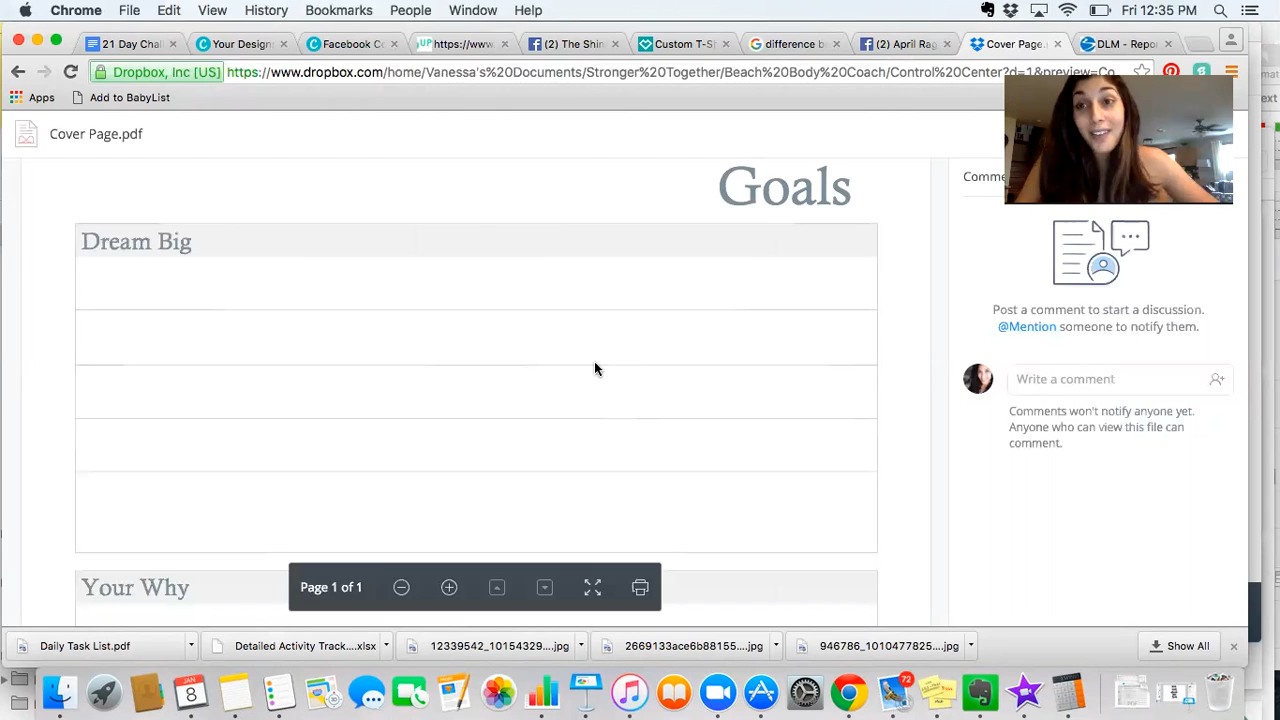 Chrome File Edit View History Bookmarks People Window Help Fri 12:35 PM
21 Day Chall Your Design Facebook Co https://www. (2) The Shin Custom T-S difference b (2) April Rag Cover Page. DLM - Repo
Dropbox, Inc [US] https://www.dropbox.com/home/Vanessa's%20Documents/Stronger%20Together/Beach%20Body%20Coach/Control%20Center?d=1&preview=Co
Apps Add to BabyList
Cover Page.pdf
Goals
Comme
Dream Big
Post a comment to start a discussion.
@Mention someone to notify them.
Write a comment
Comments won't notify anyone yet.
Anyone who can view this file can
comment.
Your Why
Page 1 of 1
Daily Task List.pdf Detailed Activity Track....xlsx 12339542_10154329....jpg 2669133ace6b88155....jpg 946786_1010477825....jpg Show All
JAN
8
72